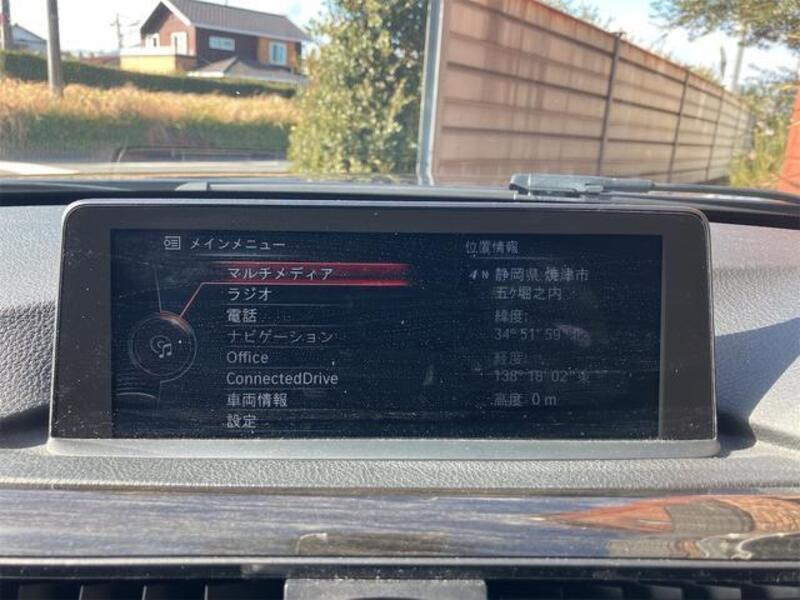 メインメニュー
マルチメディア
ラジオ
電話
ナビゲーション
Office
ConnectedDrive
車両情報
設定
位置情報
N 静岡県 焼津市
五ケ堀之内
緯度:
34° 51' 59" 北
経度:
138° 18' 02" 東
高度: 0 m